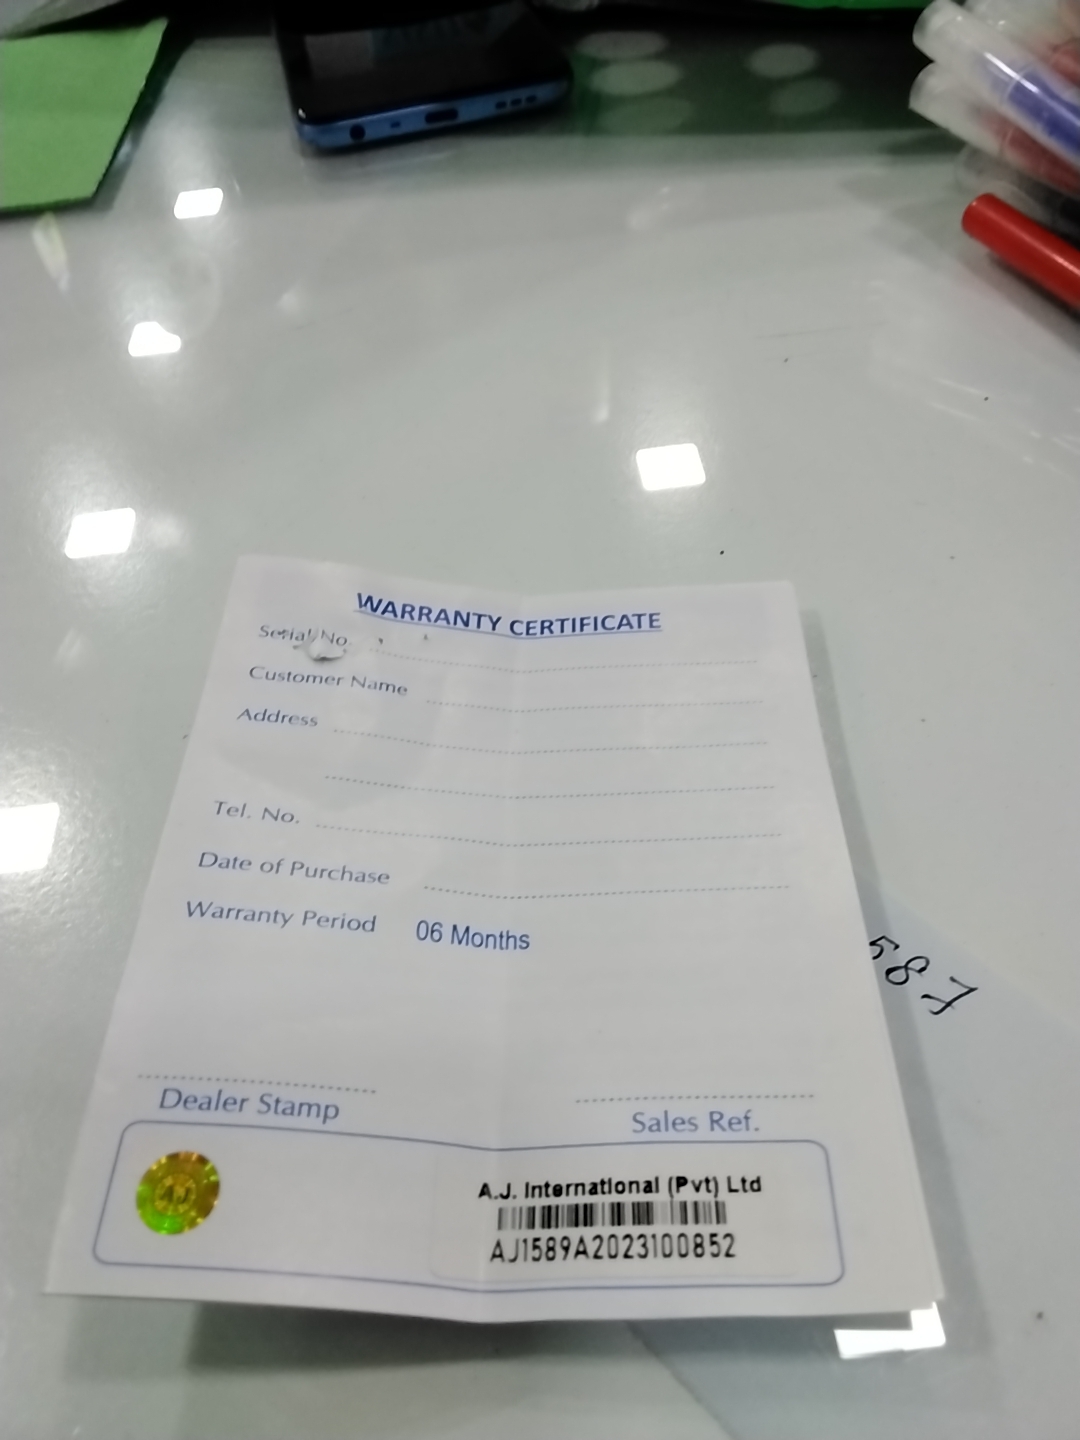 WARRANTY CERTIFICATE
Serial No.
Customer Name
Address
Tel. No.
Date of Purchase
Warranty Period 06 Months
587
Dealer Stamp
Sales Ref.
AJ
A.J. International (Pvt) Ltd
AJ1589A2023100852